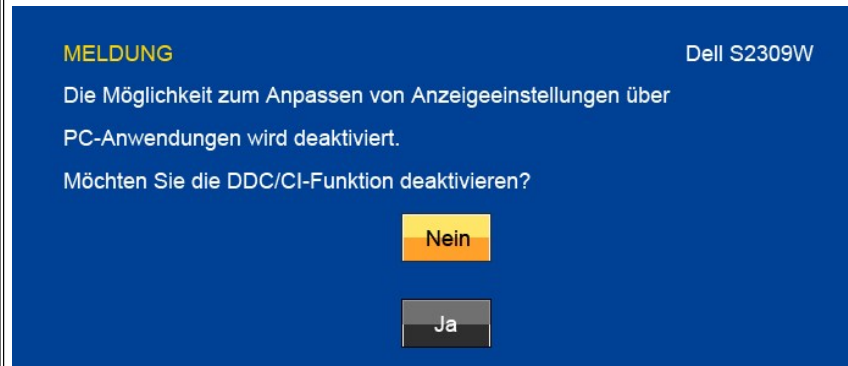 MELDUNG Dell S2309W
Die Möglichkeit zum Anpassen von Anzeigeeinstellungen über
PC-Anwendungen wird deaktiviert.
Möchten Sie die DDC/CI-Funktion deaktivieren?
Nein
Ja